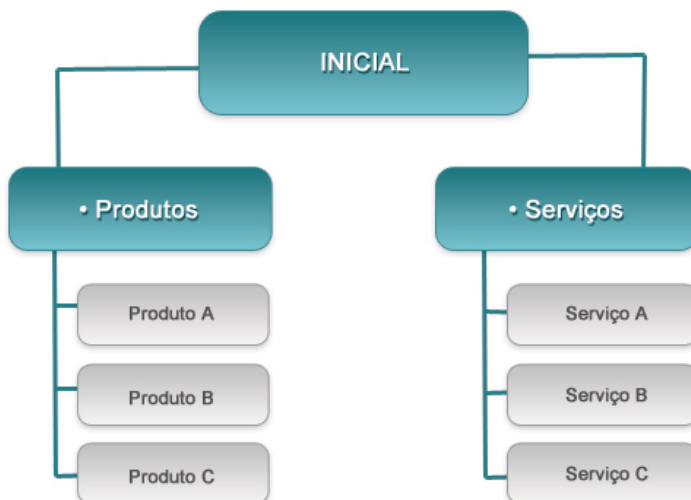 INICIAL
• Produtos
Produto A
Produto B
Produto C
• Serviços
Serviço A
Serviço B
Serviço C